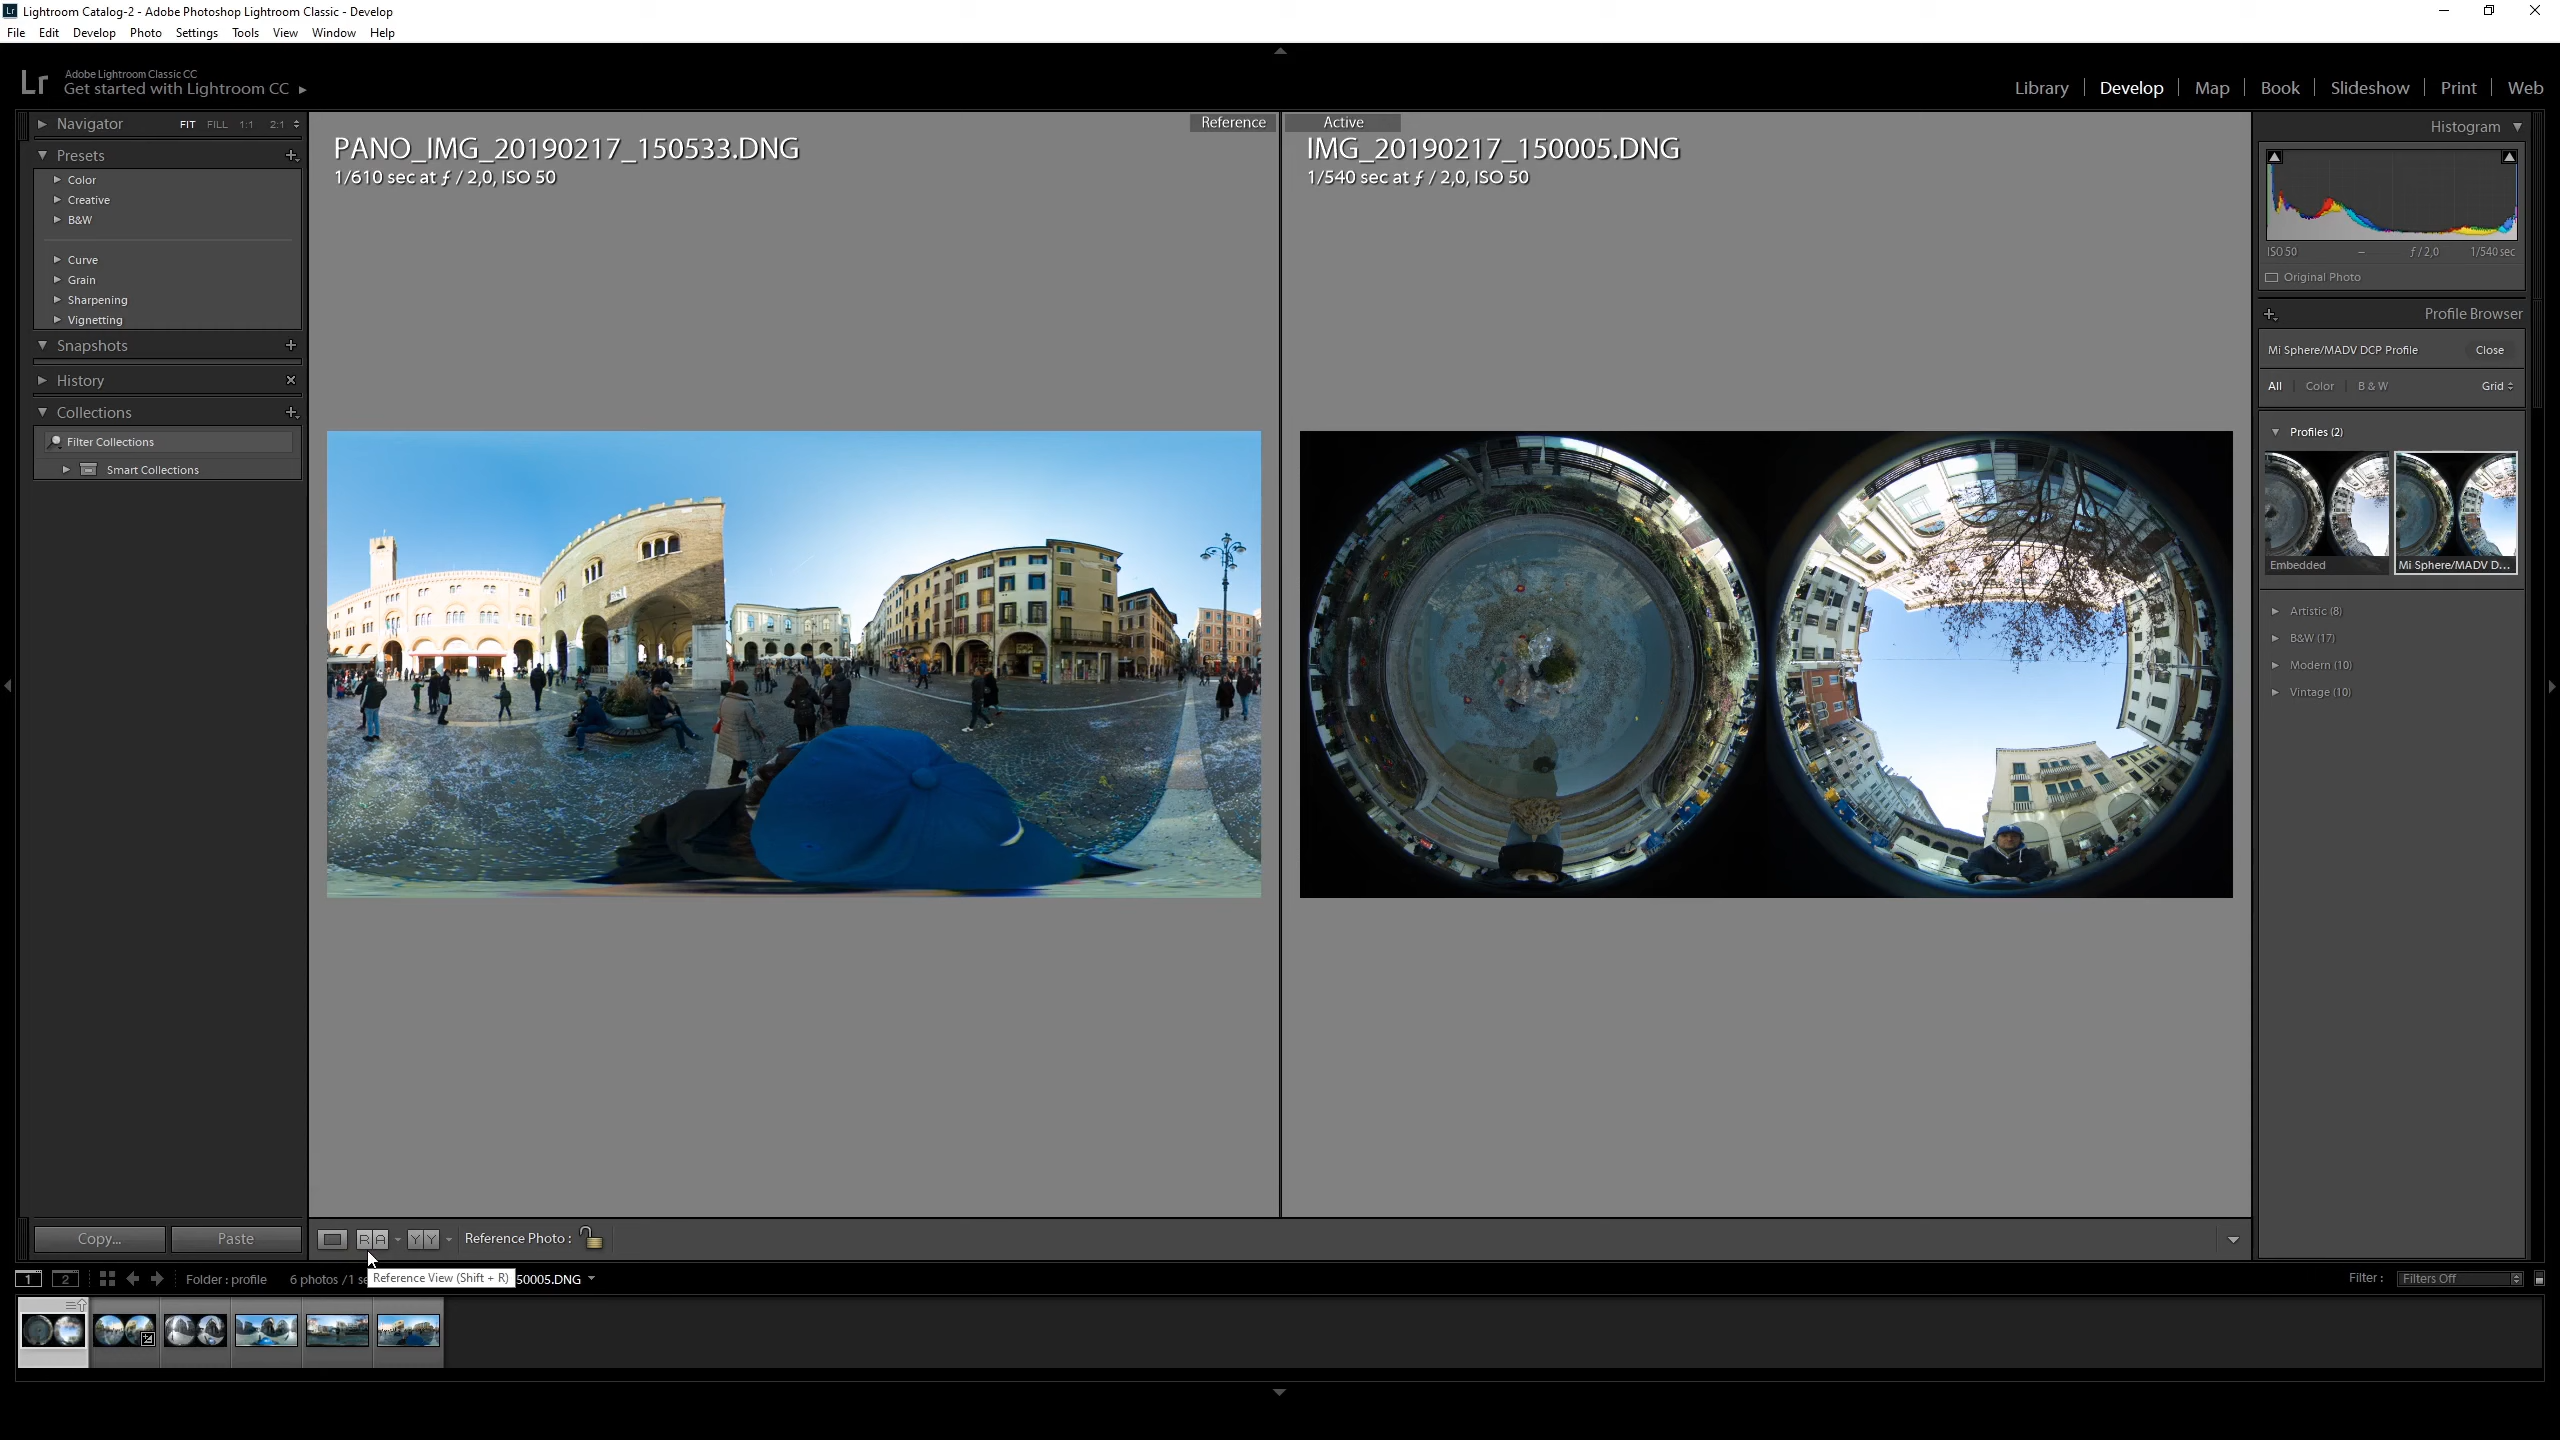 Lightroom Catalog-2 - Adobe Photoshop Lightroom Classic - Develop
File Edit Develop Photo Settings Tools View Window Help
Lr
Adobe Lightroom Classic CC
Get started with Lightroom CC
Library Develop Map Book Slideshow Print Web
Navigator FIT FILL 1:1 2:1
Presets
Color
Creative
B&W
Curve
Grain
Sharpening
Vignetting
Snapshots
History
Collections
Filter Collections
Smart Collections
Copy... Paste
Reference
PANO_IMG_20190217_150533.DNG
1/610 sec at ƒ / 2,0, ISO 50
Active
IMG_20190217_150005.DNG
1/540 sec at ƒ / 2,0, ISO 50
Histogram
ISO 50 – ƒ / 2,0 1/540 sec
Original Photo
Profile Browser
Mi Sphere/MADV DCP Profile Close
All Color B & W Grid
Profiles (2)
Embedded Mi Sphere/MADV D...
Artistic (8)
B&W (17)
Modern (10)
Vintage (10)
R A Y Y Reference Photo :
1 2 Folder : profile 6 photos /1 se 50005.DNG
Reference View (Shift + R)
Filter : Filters Off